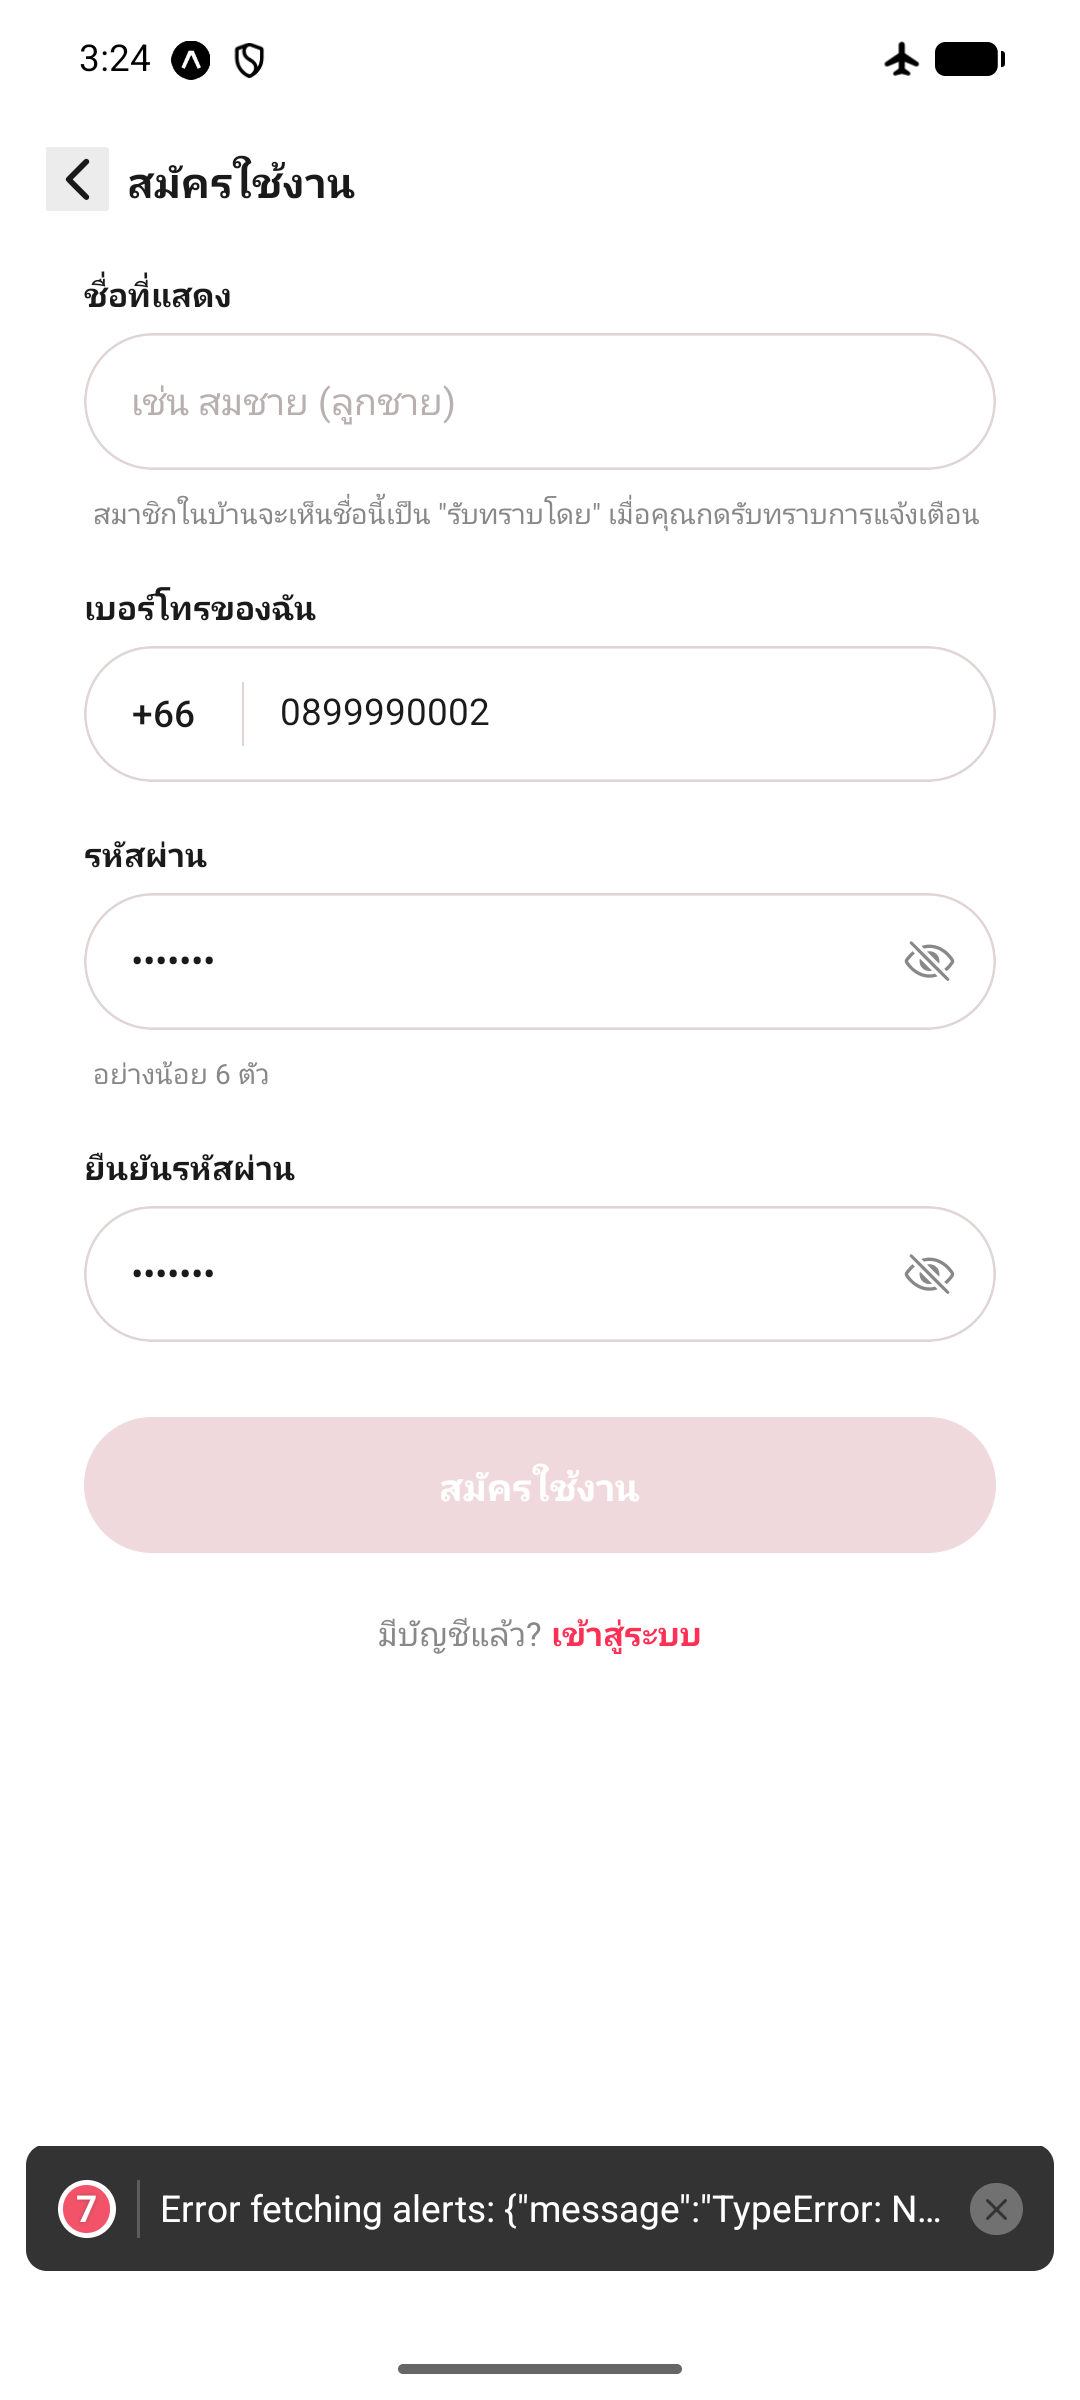 3:24
สมัครใช้งาน
ชื่อที่แสดง
เช่น สมชาย (ลูกชาย)
สมาชิกในบ้านจะเห็นชื่อนี้เป็น "รับทราบโดย" เมื่อคุณกดรับทราบการแจ้งเตือน
เบอร์โทรของฉัน
+66 0899990002
รหัสผ่าน
•••••••
อย่างน้อย 6 ตัว
ยืนยันรหัสผ่าน
•••••••
สมัครใช้งาน
มีบัญชีแล้ว? เข้าสู่ระบบ
7 Error fetching alerts: {"message":"TypeError: N...